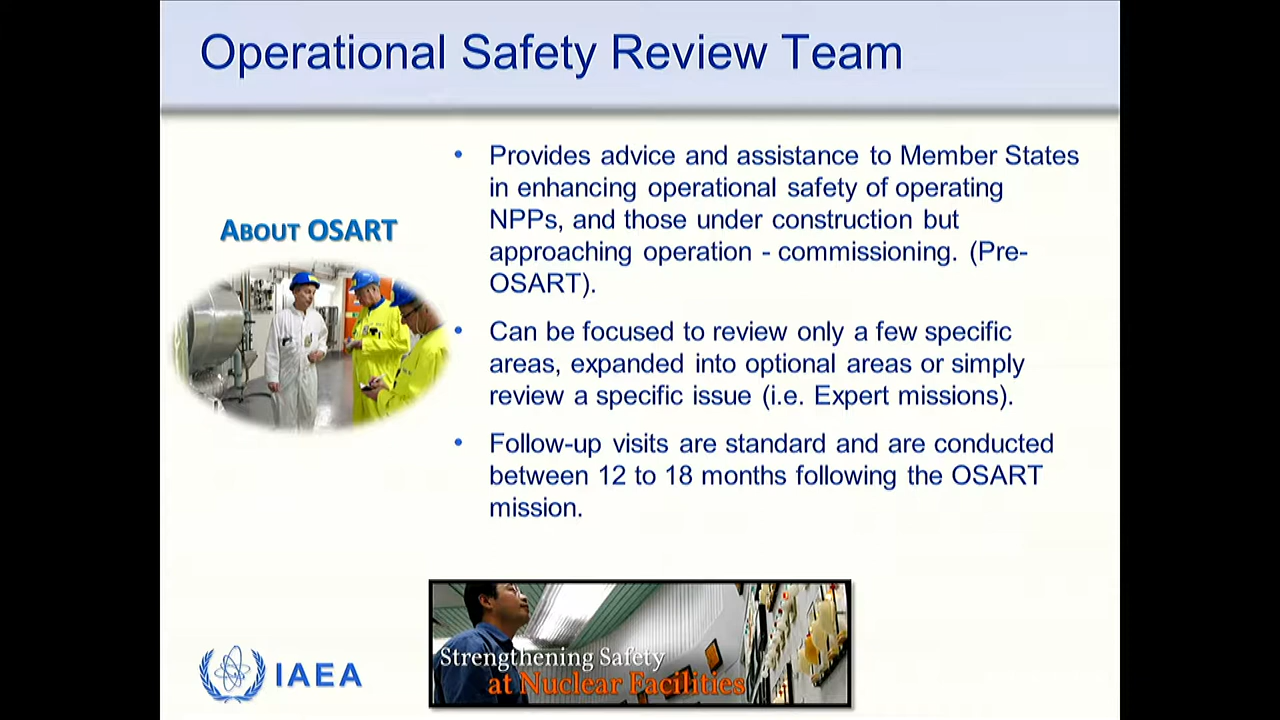 Operational Safety Review Team
ABOUT OSART
• Provides advice and assistance to Member States
in enhancing operational safety of operating
NPPs, and those under construction but
approaching operation - commissioning. (Pre-
OSART).
• Can be focused to review only a few specific
areas, expanded into optional areas or simply
review a specific issue (i.e. Expert missions).
• Follow-up visits are standard and are conducted
between 12 to 18 months following the OSART
mission.
Strengthening Safety
at Nuclear Facilities
IAEA